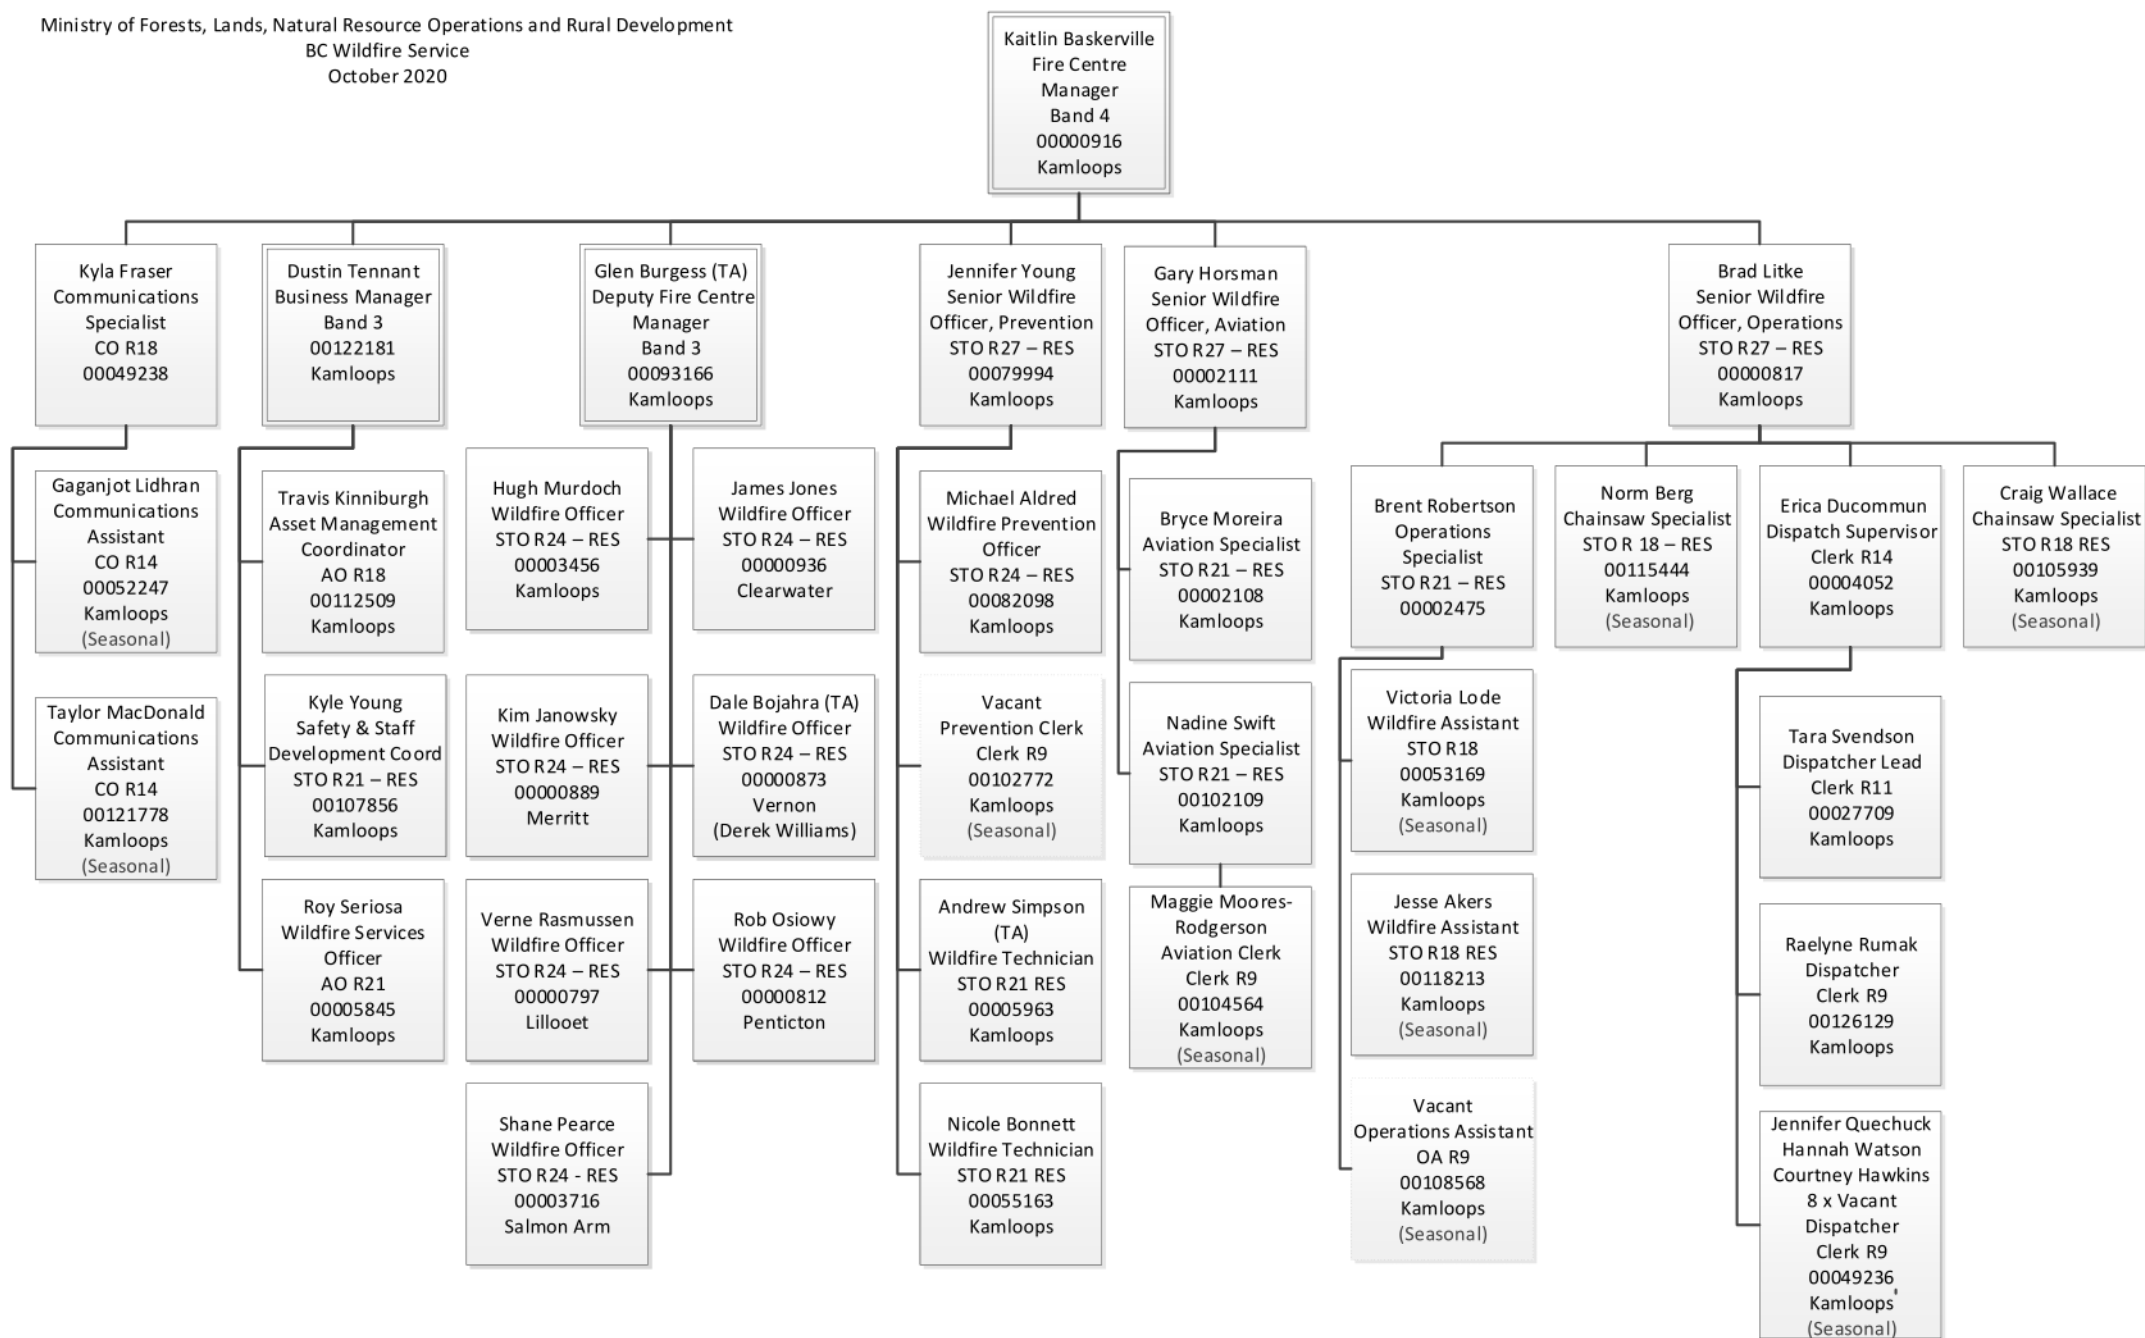 Ministry of Forests, Lands, Natural Resource Operations and Rural Development
BC Wildfire Service
October 2020
Kaitlin Baskerville
Fire Centre
Manager
Band 4
00000916
Kamloops
Kyla Fraser
Communications
Specialist
CO R18
00049238
Dustin Tennant
Business Manager
Band 3
00122181
Kamloops
Glen Burgess (TA)
Deputy Fire Centre
Manager
Band 3
00093166
Kamloops
Jennifer Young
Senior Wildfire
Officer, Prevention
STO R27 – RES
00079994
Kamloops
Gary Horsman
Senior Wildfire
Officer, Aviation
STO R27 – RES
00002111
Kamloops
Brad Litke
Senior Wildfire
Officer, Operations
STO R27 – RES
00000817
Kamloops
Gaganjot Lidhran
Communications
Assistant
CO R14
00052247
Kamloops
(Seasonal)
Taylor MacDonald
Communications
Assistant
CO R14
00121778
Kamloops
(Seasonal)
Travis Kinniburgh
Asset Management
Coordinator
AO R18
00112509
Kamloops
Kyle Young
Safety & Staff
Development Coord
STO R21 – RES
00107856
Kamloops
Roy Seriosa
Wildfire Services
Officer
AO R21
00005845
Kamloops
Hugh Murdoch
Wildfire Officer
STO R24 – RES
00003456
Kamloops
James Jones
Wildfire Officer
STO R24 – RES
00000936
Clearwater
Kim Janowsky
Wildfire Officer
STO R24 – RES
00000889
Merritt
Dale Bojahra (TA)
Wildfire Officer
STO R24 – RES
00000873
Vernon
(Derek Williams)
Verne Rasmussen
Wildfire Officer
STO R24 – RES
00000797
Lillooet
Rob Osiowy
Wildfire Officer
STO R24 – RES
00000812
Penticton
Shane Pearce
Wildfire Officer
STO R24 - RES
00003716
Salmon Arm
Michael Aldred
Wildfire Prevention
Officer
STO R24 – RES
00082098
Kamloops
Vacant
Prevention Clerk
Clerk R9
00102772
Kamloops
(Seasonal)
Andrew Simpson
(TA)
Wildfire Technician
STO R21 RES
00005963
Kamloops
Nicole Bonnett
Wildfire Technician
STO R21 RES
00055163
Kamloops
Bryce Moreira
Aviation Specialist
STO R21 – RES
00002108
Kamloops
Nadine Swift
Aviation Specialist
STO R21 – RES
00102109
Kamloops
Maggie Moores-
Rodgerson
Aviation Clerk
Clerk R9
00104564
Kamloops
(Seasonal)
Brent Robertson
Operations
Specialist
STO R21 – RES
00002475
Norm Berg
Chainsaw Specialist
STO R 18 – RES
00115444
Kamloops
(Seasonal)
Erica Ducommun
Dispatch Supervisor
Clerk R14
00004052
Kamloops
Craig Wallace
Chainsaw Specialist
STO R18 RES
00105939
Kamloops
(Seasonal)
Victoria Lode
Wildfire Assistant
STO R18
00053169
Kamloops
(Seasonal)
Jesse Akers
Wildfire Assistant
STO R18 RES
00118213
Kamloops
(Seasonal)
Vacant
Operations Assistant
OA R9
00108568
Kamloops
(Seasonal)
Tara Svendson
Dispatcher Lead
Clerk R11
00027709
Kamloops
Raelyne Rumak
Dispatcher
Clerk R9
00126129
Kamloops
Jennifer Quechuck
Hannah Watson
Courtney Hawkins
8 x Vacant
Dispatcher
Clerk R9
00049236
Kamloops
(Seasonal)